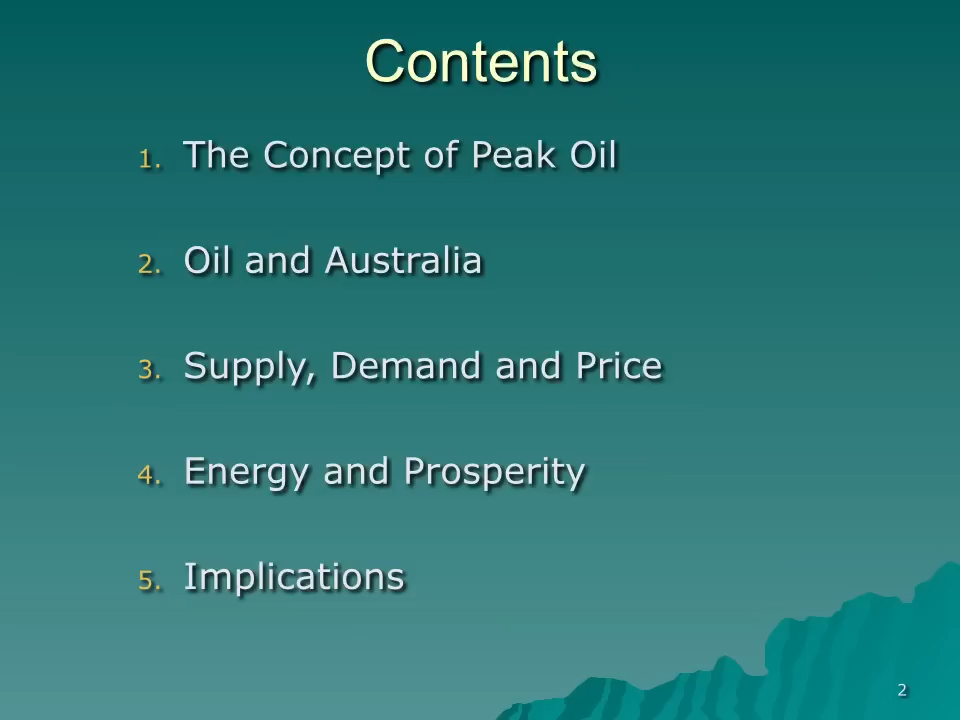 Contents
1. The Concept of Peak Oil
2. Oil and Australia
3. Supply, Demand and Price
4. Energy and Prosperity
5. Implications
2